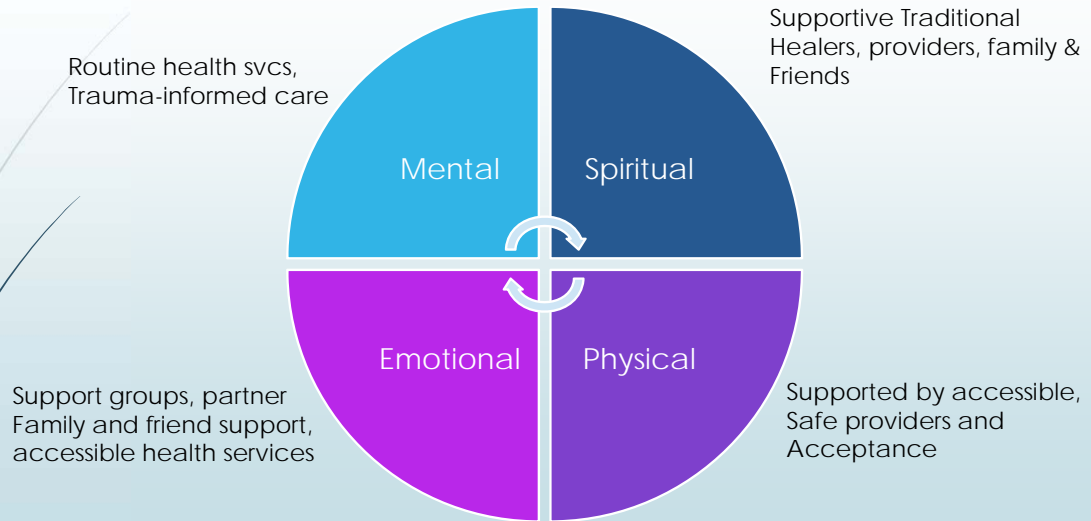 Routine health svcs,
Trauma-informed care
Supportive Traditional
Healers, providers, family &
Friends
Mental
Spiritual
Emotional
Physical
Support groups, partner
Family and friend support,
accessible health services
Supported by accessible,
Safe providers and
Acceptance